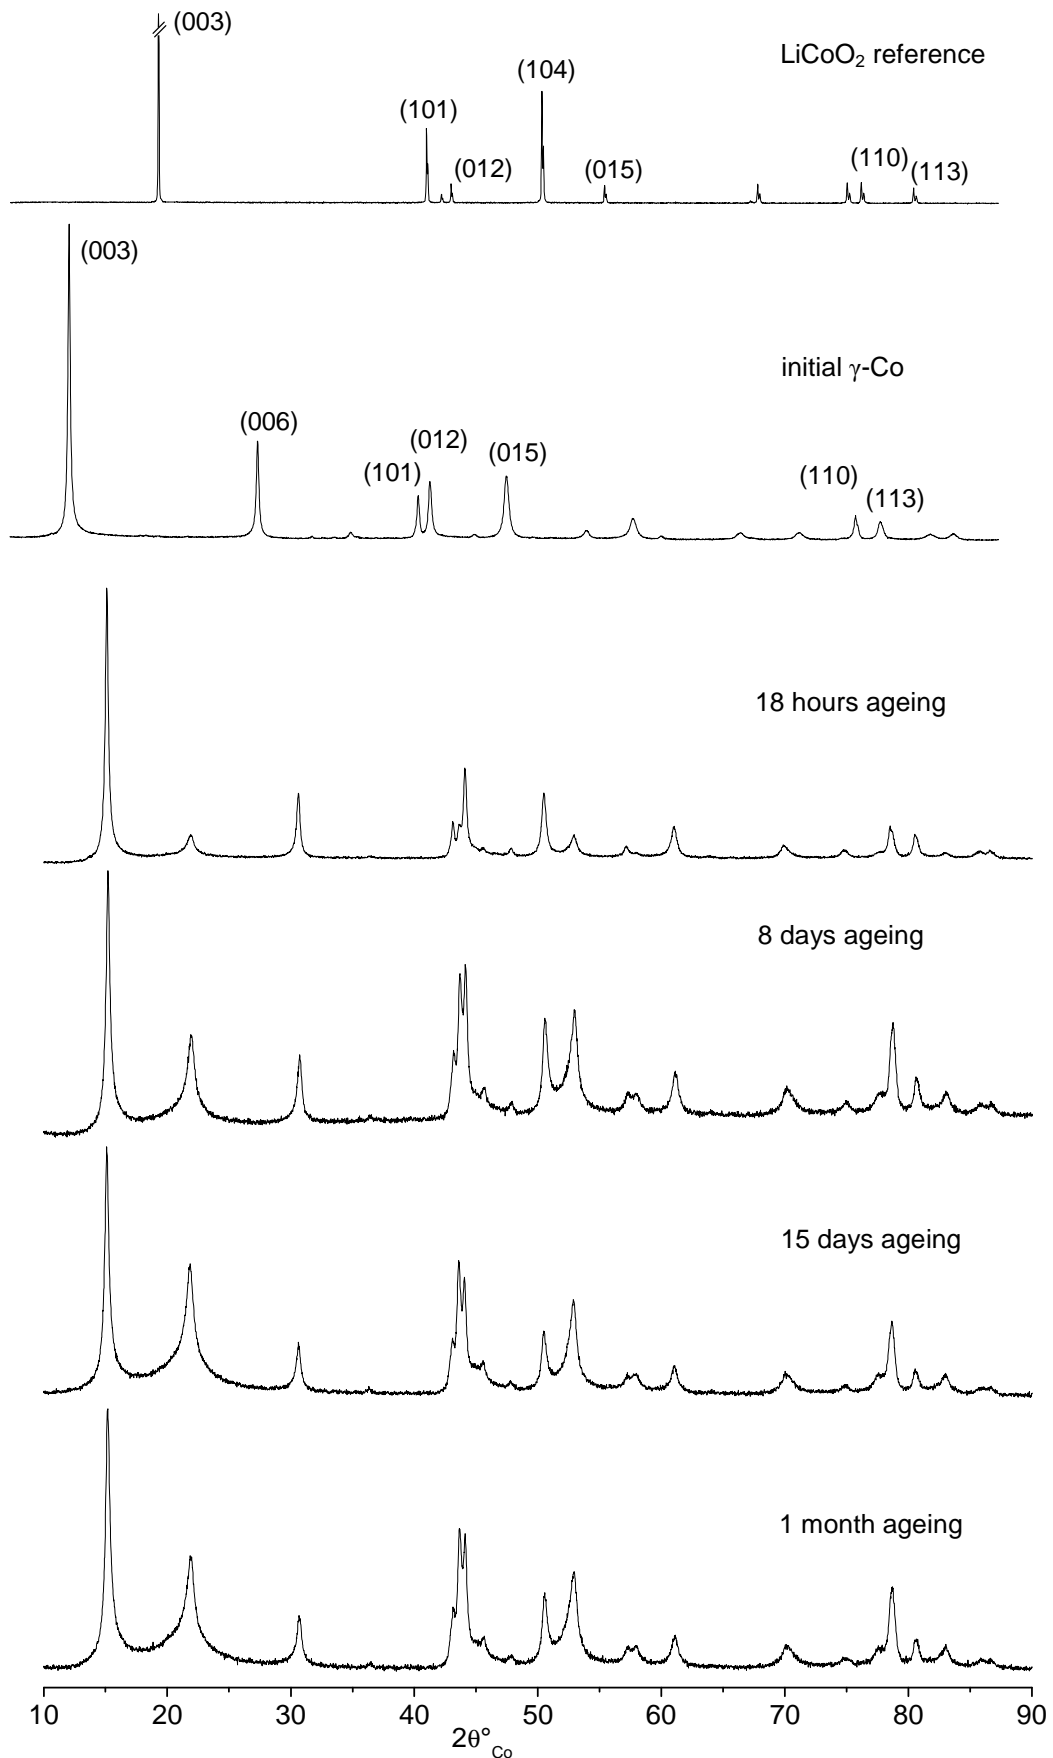 (003)
LiCoO₂ reference
(104)
(101)
(012)
(015)
(110)
(113)
(003)
initial γ-Co
(006)
(012)
(101)
(015)
(110)
(113)
18 hours ageing
8 days ageing
15 days ageing
1 month ageing
10 20 30 40 50 60 70 80 90
2θ°Co